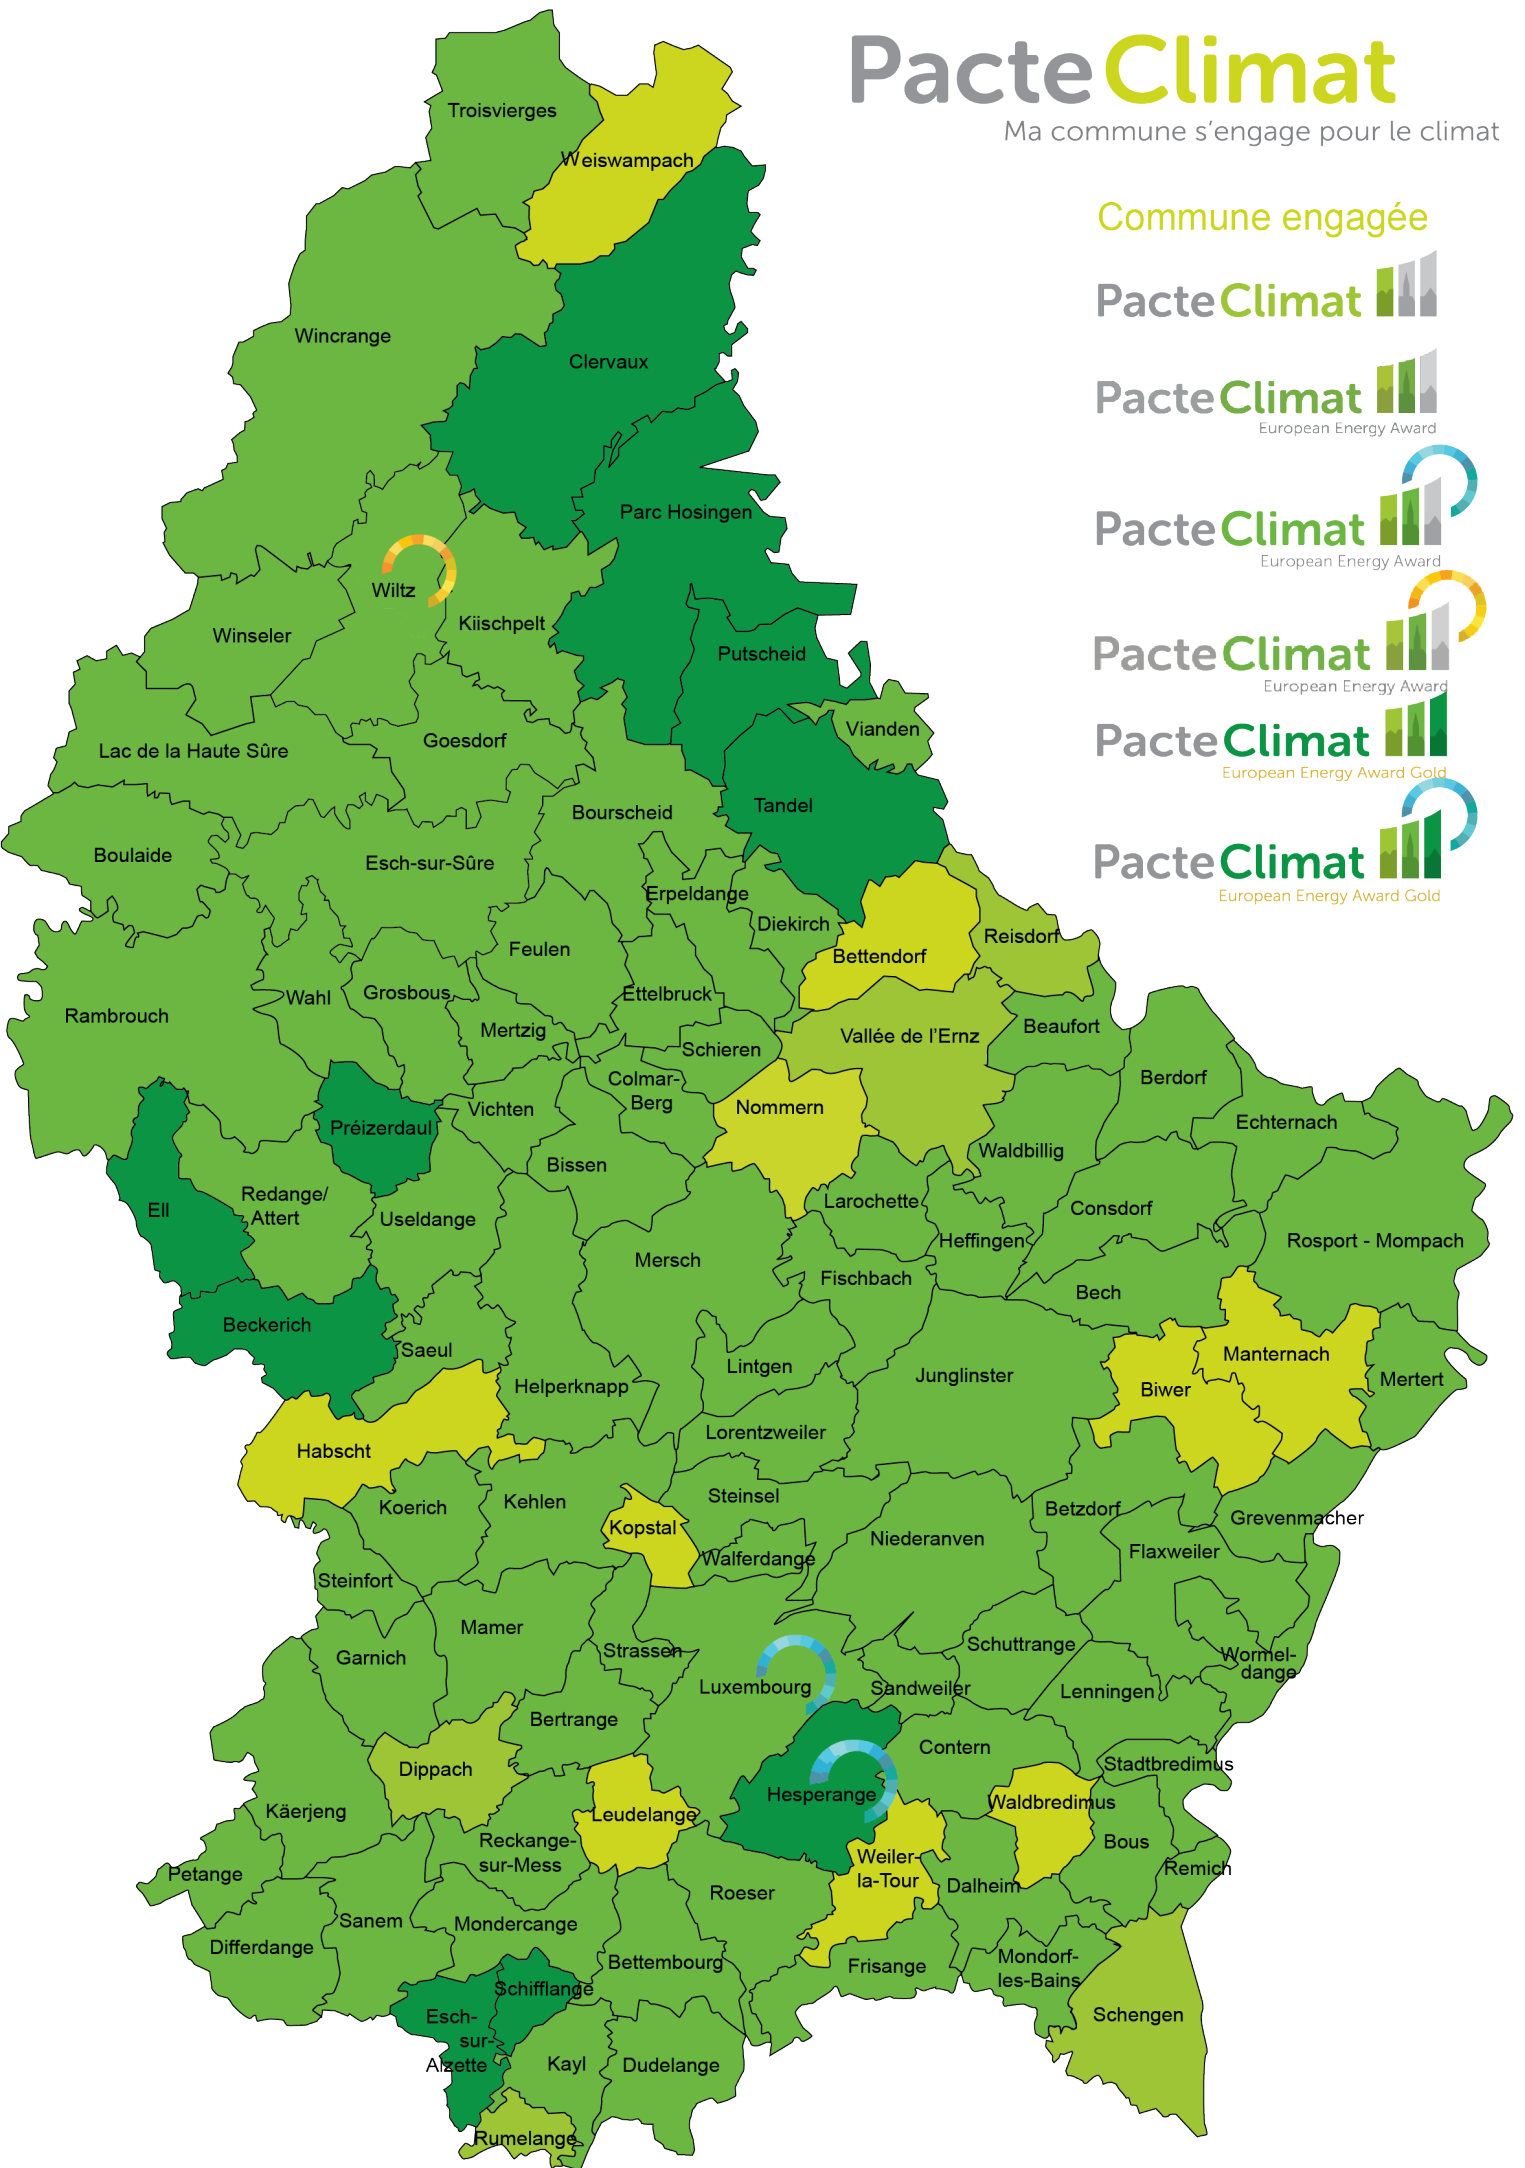 PacteClimat
Ma commune s'engage pour le climat
Commune engagée
PacteClimat
PacteClimat
European Energy Award
PacteClimat
European Energy Award
PacteClimat
European Energy Award
PacteClimat
European Energy Award Gold
PacteClimat
European Energy Award Gold
Troisvierges
Weiswampach
Wincrange
Clervaux
Parc Hosingen
Wiltz
Kiischpelt
Winseler
Putscheid
Vianden
Goesdorf
Lac de la Haute Sûre
Tandel
Bourscheid
Boulaide
Esch-sur-Sûre
Erpeldange
Diekirch
Reisdorf
Feulen
Bettendorf
Grosbous
Ettelbruck
Wahl
Rambrouch
Mertzig
Beaufort
Vallée de l'Ernz
Schieren
Colmar-
Berg
Berdorf
Nommern
Vichten
Echternach
Préizerdaul
Waldbillig
Bissen
Redange/
Attert
Larochette
Ell
Useldange
Consdorf
Heffingen
Rosport - Mompach
Mersch
Fischbach
Bech
Beckerich
Saeul
Manternach
Lintgen
Junglinster
Mertert
Helperknapp
Biwer
Lorentzweiler
Habscht
Steinsel
Kehlen
Koerich
Betzdorf
Grevenmacher
Kopstal
Niederanven
Flaxweiler
Walferdange
Steinfort
Mamer
Schuttrange
Strassen
Garnich
Wormel-
dange
Luxembourg
Sandweiler
Lenningen
Bertrange
Contern
Stadtbredimus
Dippach
Hesperange
Waldbredimus
Käerjeng
Leudelange
Reckange-
sur-Mess
Bous
Weiler-
la-Tour
Remich
Petange
Dalheim
Roeser
Sanem
Mondercange
Differdange
Bettembourg
Frisange
Mondorf-
les-Bains
Schifflange
Esch-
sur-
Alzette
Schengen
Kayl
Dudelange
Rumelange